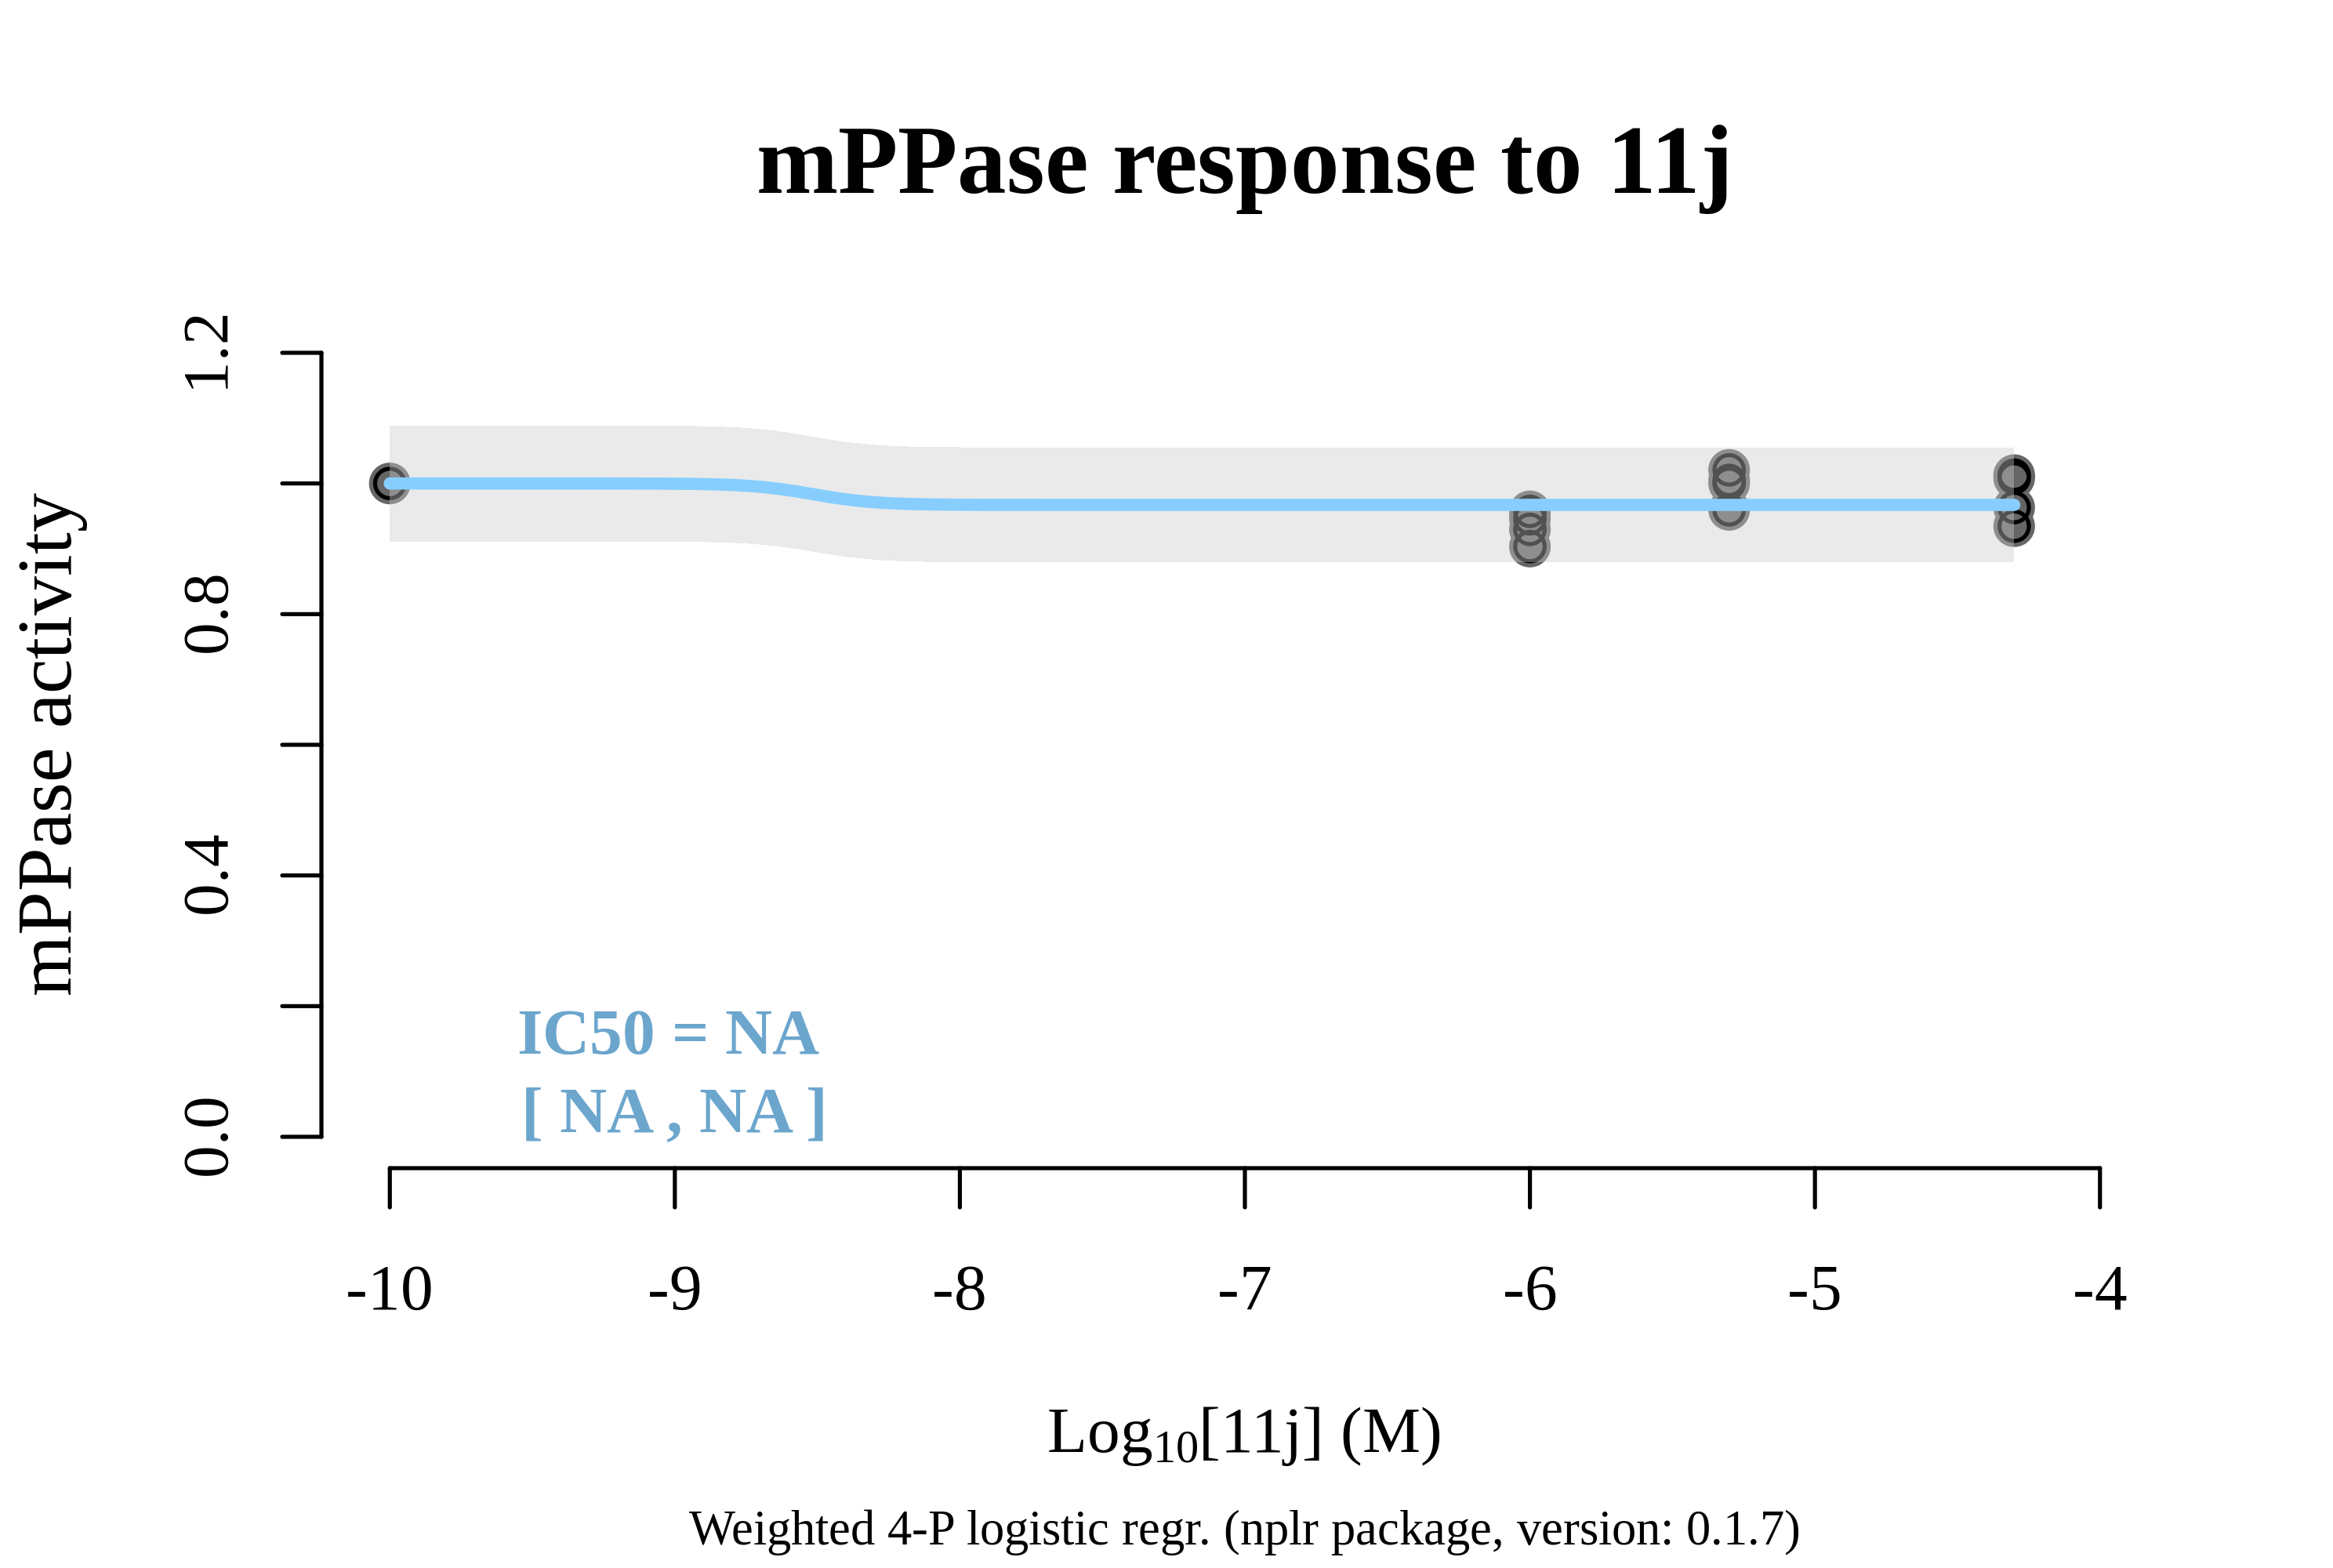 mPPase response to 11j
mPPase activity
1.2
0.8
0.4
0.0
IC50 = NA
[ NA , NA ]
-10 -9 -8 -7 -6 -5 -4
Log10[11j] (M)
Weighted 4-P logistic regr. (nplr package, version: 0.1.7)